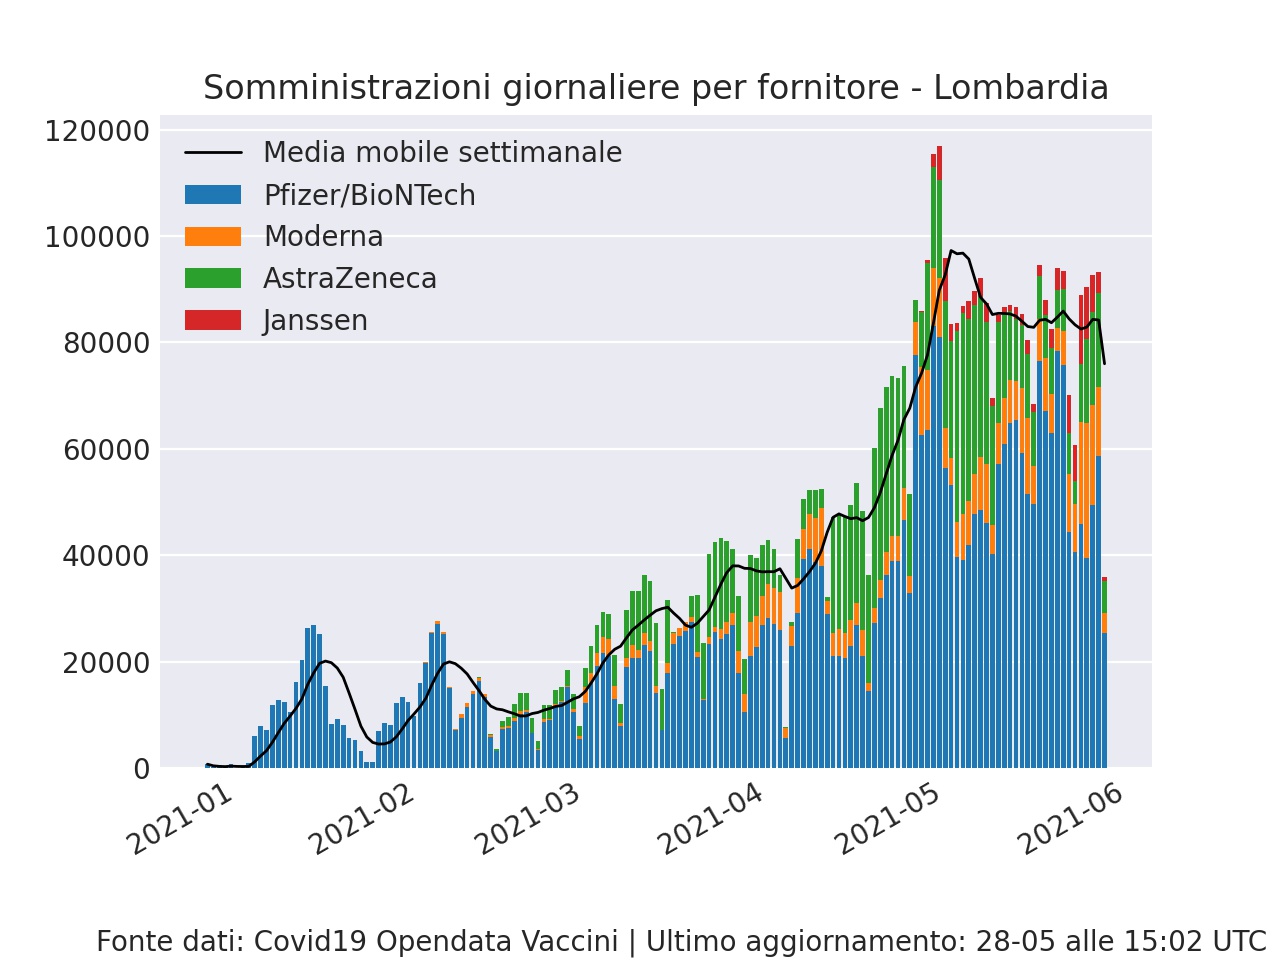 Somministrazioni giornaliere per fornitore - Lombardia
120000
100000
80000
60000
40000
20000
0
Media mobile settimanale
Pfizer/BioNTech
Moderna
AstraZeneca
Janssen
2021-01
2021-02
2021-03
2021-04
2021-05
2021-06
Fonte dati: Covid19 Opendata Vaccini | Ultimo aggiornamento: 28-05 alle 15:02 UTC